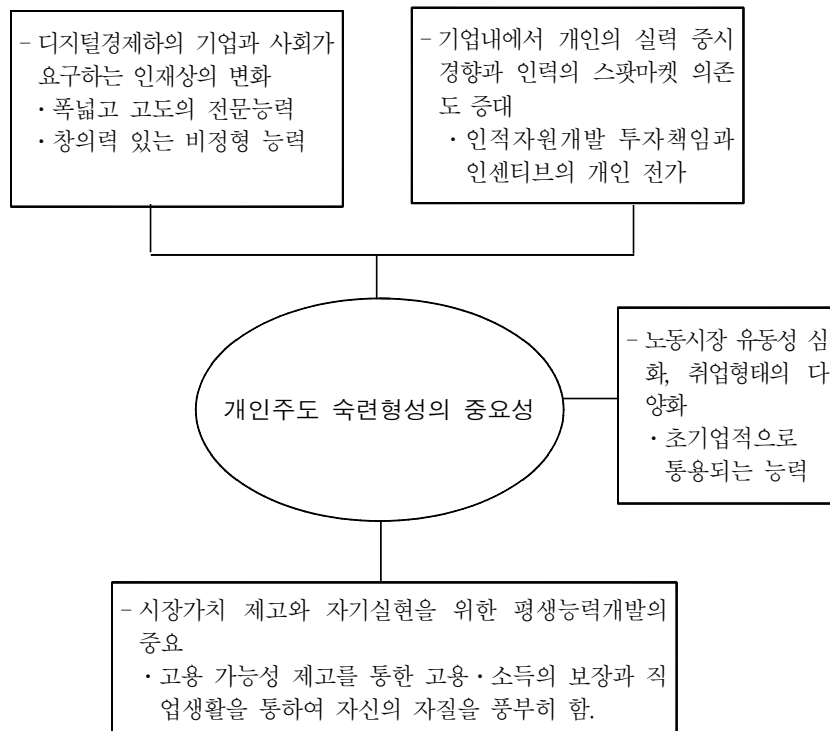 - 디지털경제하의 기업과 사회가
요구하는 인재상의 변화
· 폭넓고 고도의 전문능력
· 창의력 있는 비정형 능력
- 기업내에서 개인의 실력 중시
경향과 인력의 스팟마켓 의존
도 증대
· 인적자원개발 투자책임과
인센티브의 개인 전가
개인주도 숙련형성의 중요성
- 노동시장 유동성 심
화, 취업형태의 다
양화
· 초기업적으로
통용되는 능력
- 시장가치 제고와 자기실현을 위한 평생능력개발의
중요
· 고용 가능성 제고를 통한 고용·소득의 보장과 직
업생활을 통하여 자신의 자질을 풍부히 함.